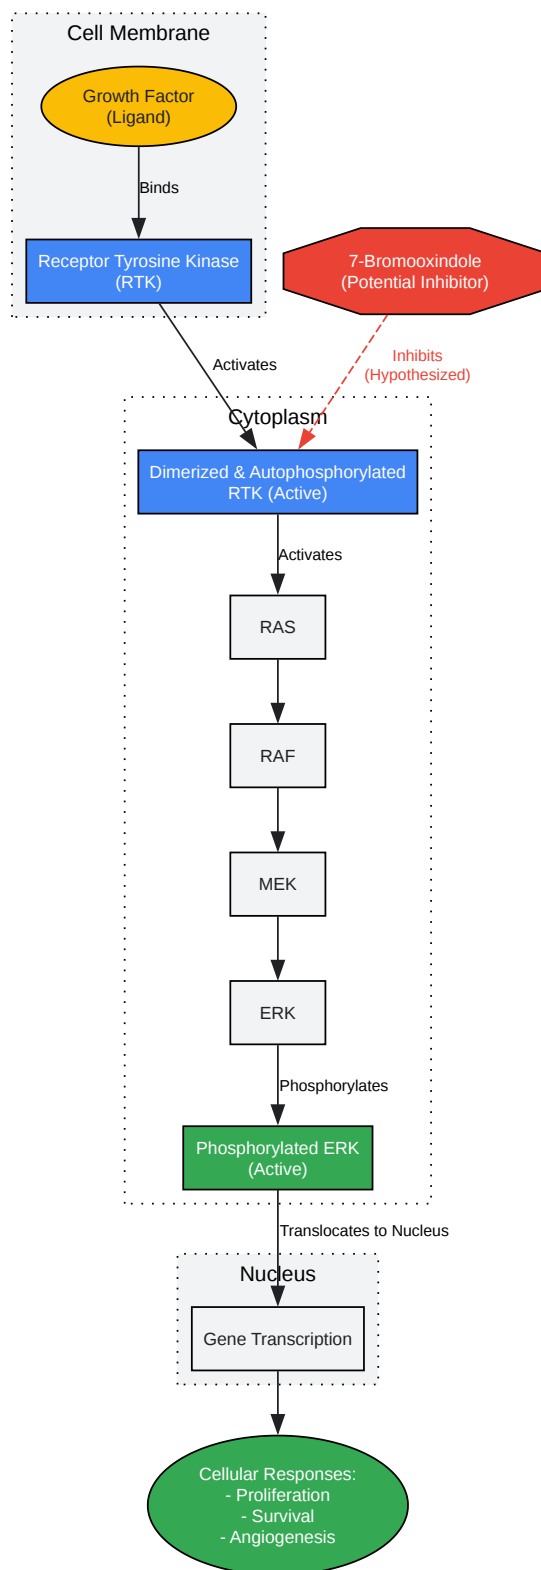 Cell Membrane
Growth Factor
(Ligand)
Binds
Receptor Tyrosine Kinase
(RTK)
7-Bromooxindole
(Potential Inhibitor)
Activates
Inhibits
(Hypothesized)
Cytoplasm
Dimerized & Autophosphorylated
RTK (Active)
Activates
RAS
RAF
MEK
ERK
Phosphorylates
Phosphorylated ERK
(Active)
Translocates to Nucleus
Nucleus
Gene Transcription
Cellular Responses:
- Proliferation
- Survival
- Angiogenesis